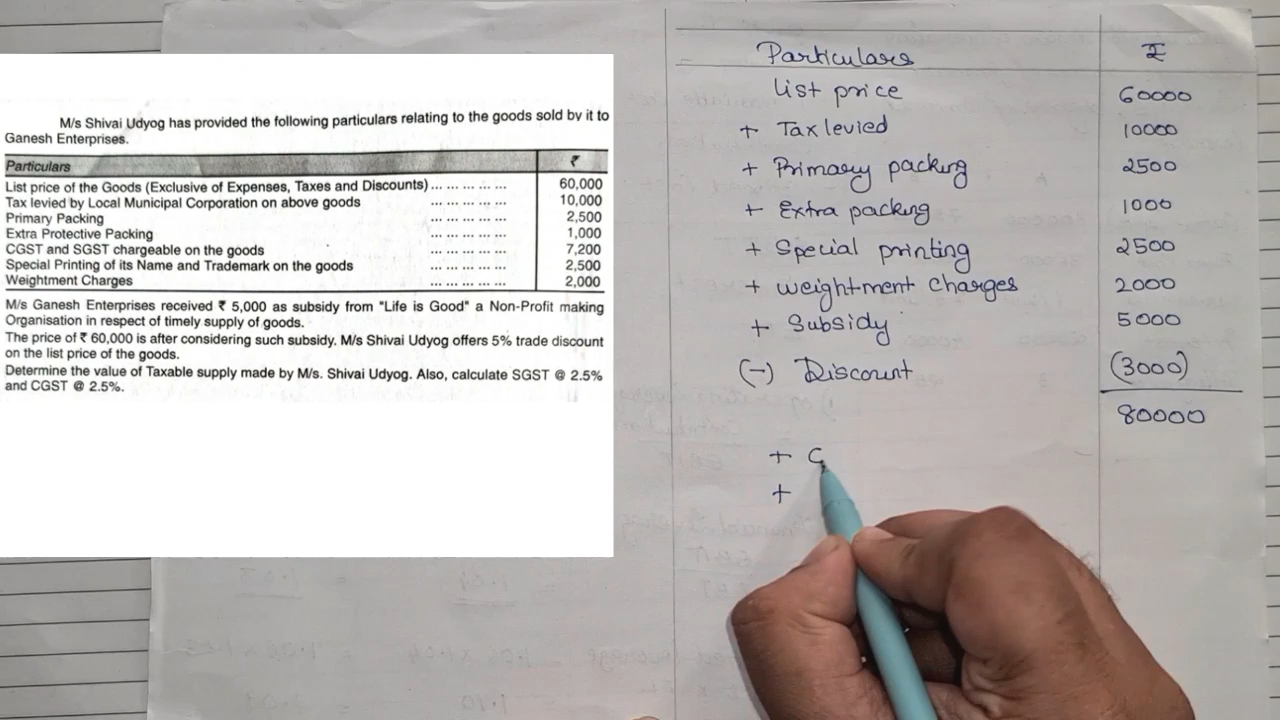 M/s Shivai Udyog has provided the following particulars relating to the goods sold by it to
Ganesh Enterprises.
Particulars ₹
List price of the Goods (Exclusive of Expenses, Taxes and Discounts) ... ... ... ... ... 60,000
Tax levied by Local Municipal Corporation on above goods ... ... ... ... ... 10,000
Primary Packing ... ... ... ... ... 2,500
Extra Protective Packing ... ... ... ... ... 1,000
CGST and SGST chargeable on the goods ... ... ... ... ... 7,200
Special Printing of its Name and Trademark on the goods ... ... ... ... ... 2,500
Weightment Charges ... ... ... ... ... 2,000
M/s Ganesh Enterprises received ₹ 5,000 as subsidy from "Life is Good" a Non-Profit making
Organisation in respect of timely supply of goods.
The price of ₹ 60,000 is after considering such subsidy. M/s Shivai Udyog offers 5% trade discount
on the list price of the goods.
Determine the value of Taxable supply made by M/s. Shivai Udyog. Also, calculate SGST @ 2.5%
and CGST @ 2.5%.
Particulars ₹
List price 60000
+ Tax levied 10000
+ Primary packing 2500
+ Extra packing 1000
+ Special printing 2500
+ weightment charges 2000
+ Subsidy 5000
(-) Discount (3000)
80000
+ C
+